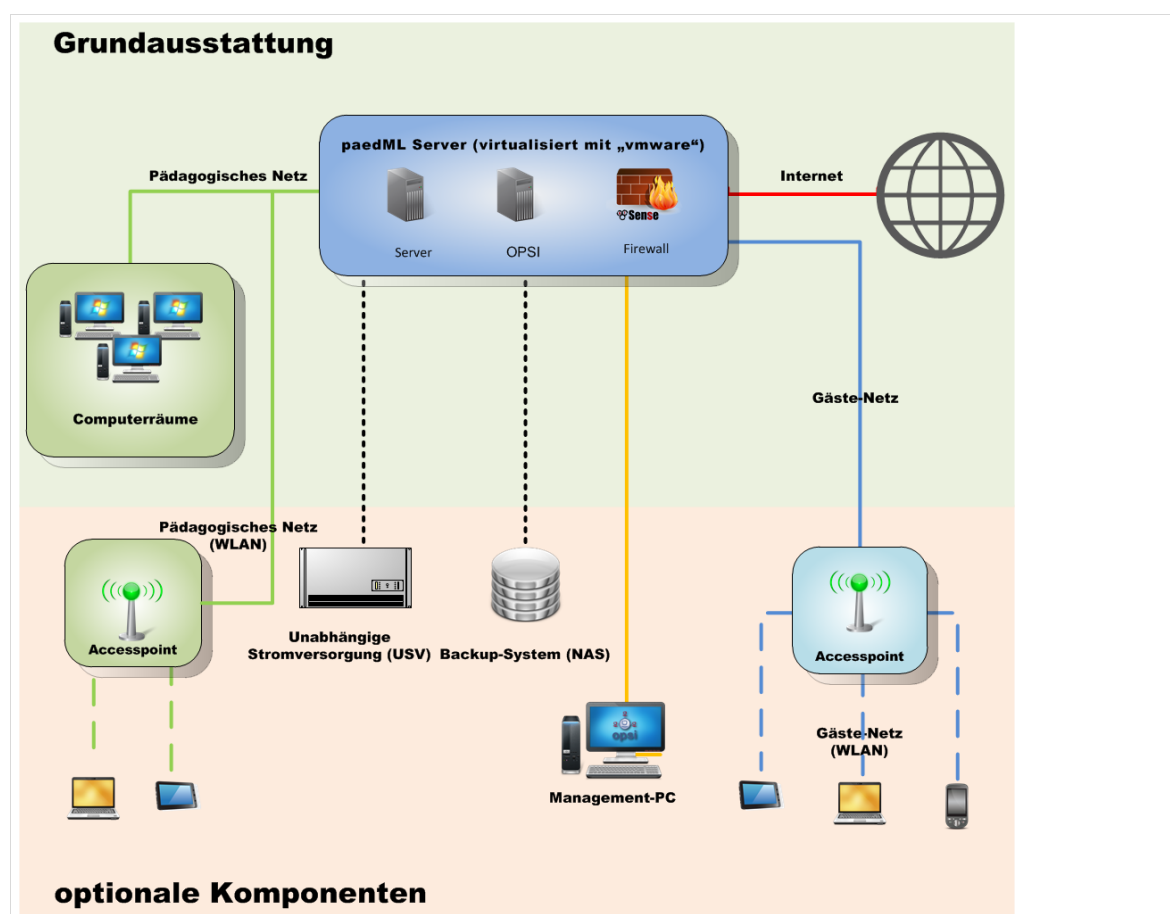 Grundausstattung
paedML Server (virtualisiert mit „vmware“)
Pädagogisches Netz
Internet
Sense
Server
OPSI
Firewall
Computerräume
Gäste-Netz
Pädagogisches Netz
(WLAN)
Accesspoint
Unabhängige
Stromversorgung (USV)
Backup-System (NAS)
Accesspoint
opsi
Gäste-Netz
(WLAN)
Management-PC
optionale Komponenten